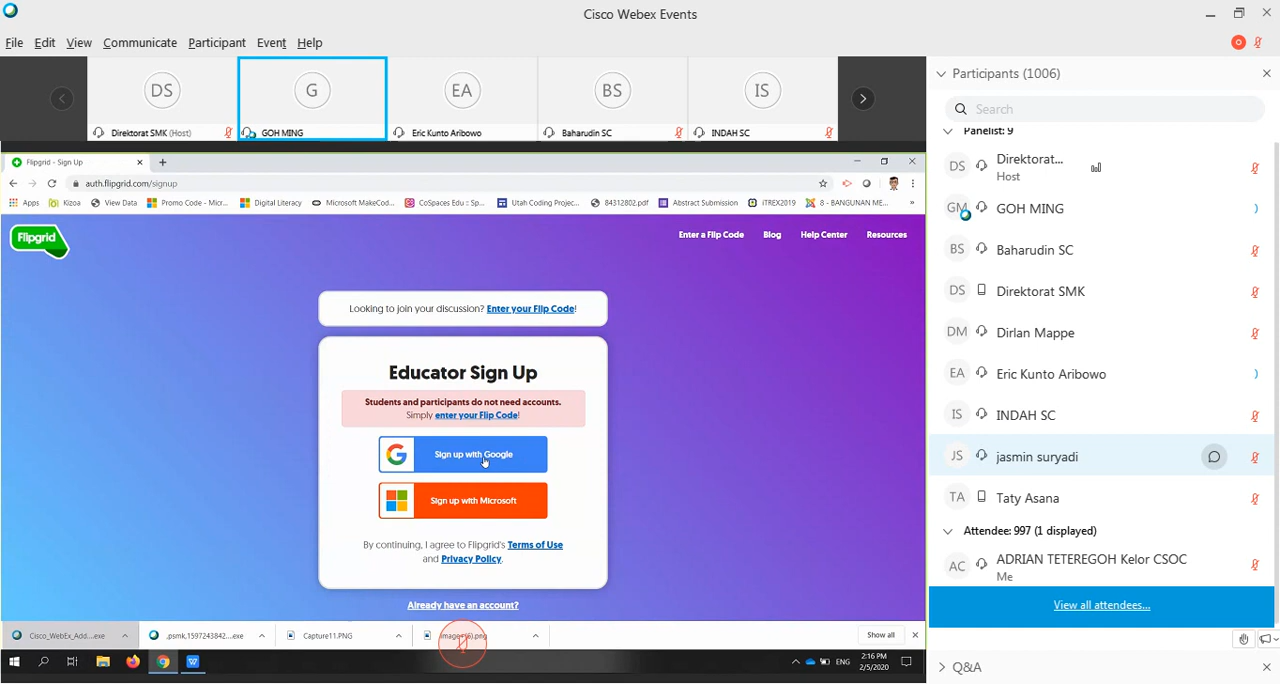 Cisco Webex Events
File Edit View Communicate Participant Event Help
DS G EA BS IS
Direktorat SMK (Host) GOH MING Eric Kunto Aribowo Baharudin SC INDAH SC
Flipgrid - Sign Up
auth.flipgrid.com/signup
Apps Kizoa View Data Promo Code - Micr... Digital Literacy Microsoft MakeCod... CoSpaces Edu :: Sp... Utah Coding Projec... 84312802.pdf Abstract Submission iTREX2019 8 - BANGUNAN ME... »
Flipgrid
Enter a Flip Code Blog Help Center Resources
Looking to join your discussion? Enter your Flip Code!
Educator Sign Up
Students and participants do not need accounts.
Simply enter your Flip Code!
G Sign up with Google
Sign up with Microsoft
By continuing, I agree to Flipgrid's Terms of Use
and Privacy Policy.
Already have an account?
Cisco_WebEx_Add....exe .psmk,1597243842...exe Capture11.PNG Show all
ENG
2:16 PM
2/5/2020
Participants (1006)
Search
Panelist: 9
DS Direktorat...
Host
GM GOH MING
BS Baharudin SC
DS Direktorat SMK
DM Dirlan Mappe
EA Eric Kunto Aribowo
IS INDAH SC
JS jasmin suryadi
TA Taty Asana
Attendee: 997 (1 displayed)
AC ADRIAN TETEREGOH Kelor CSOC
Me
View all attendees...
Q&A